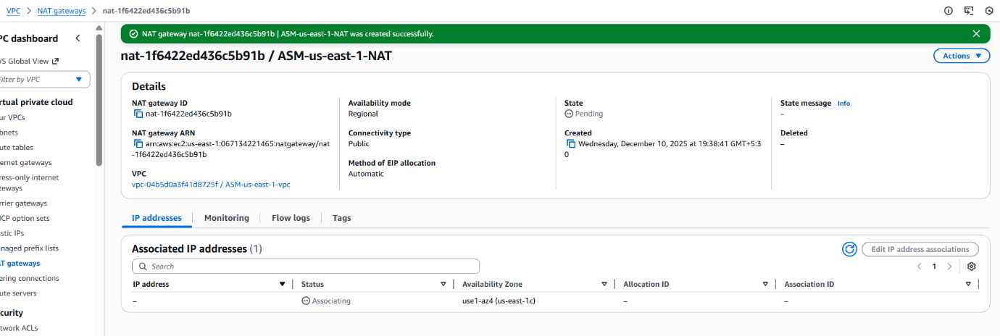 VPC > NAT gateways > nat-1f6422ed436c5b91b
PC dashboard
WS Global View
Filter by VPC
rtual private cloud
ur VPCs
bnets
ute tables
ernet gateways
ress-only internet
teways
rrier gateways
ICP option sets
stic IPs
naged prefix lists
AT gateways
ering connections
ute servers
curity
twork ACLs
NAT gateway nat-1f6422ed436c5b91b | ASM-us-east-1-NAT was created successfully.
nat-1f6422ed436c5b91b / ASM-us-east-1-NAT
Actions
Details
NAT gateway ID
nat-1f6422ed436c5b91b
NAT gateway ARN
arn:aws:ec2:us-east-1:067134221465:natgateway/nat
-1f6422ed436c5b91b
VPC
vpc-04b5d0a3f41d8725f / ASM-us-east-1-vpc
Availability mode
Regional
Connectivity type
Public
Method of EIP allocation
Automatic
State
Pending
Created
Wednesday, December 10, 2025 at 19:38:41 GMT+5:3
0
State message Info
–
Deleted
–
IP addresses
Monitoring
Flow logs
Tags
Associated IP addresses (1)
Edit IP address associations
Search
1
IP address Status Availability Zone Allocation ID Association ID
– Associating use1-az4 (us-east-1c) – –